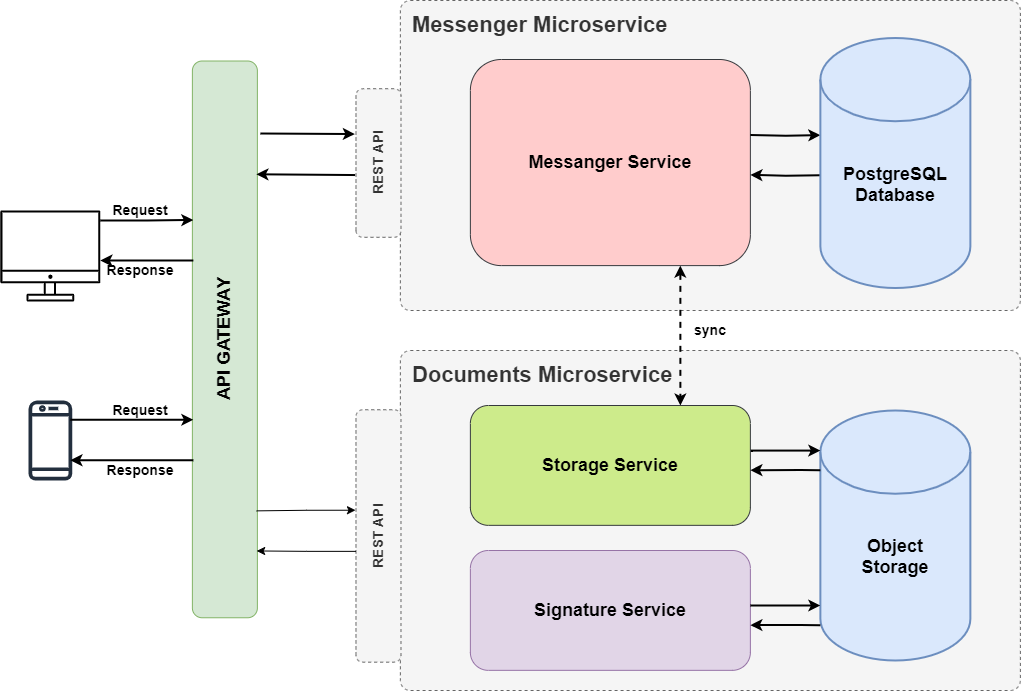 Messenger Microservice
Messanger Service
PostgreSQL
Database
REST API
Request
Response
API GATEWAY
sync
Documents Microservice
Request
Response
REST API
Storage Service
Object
Storage
Signature Service